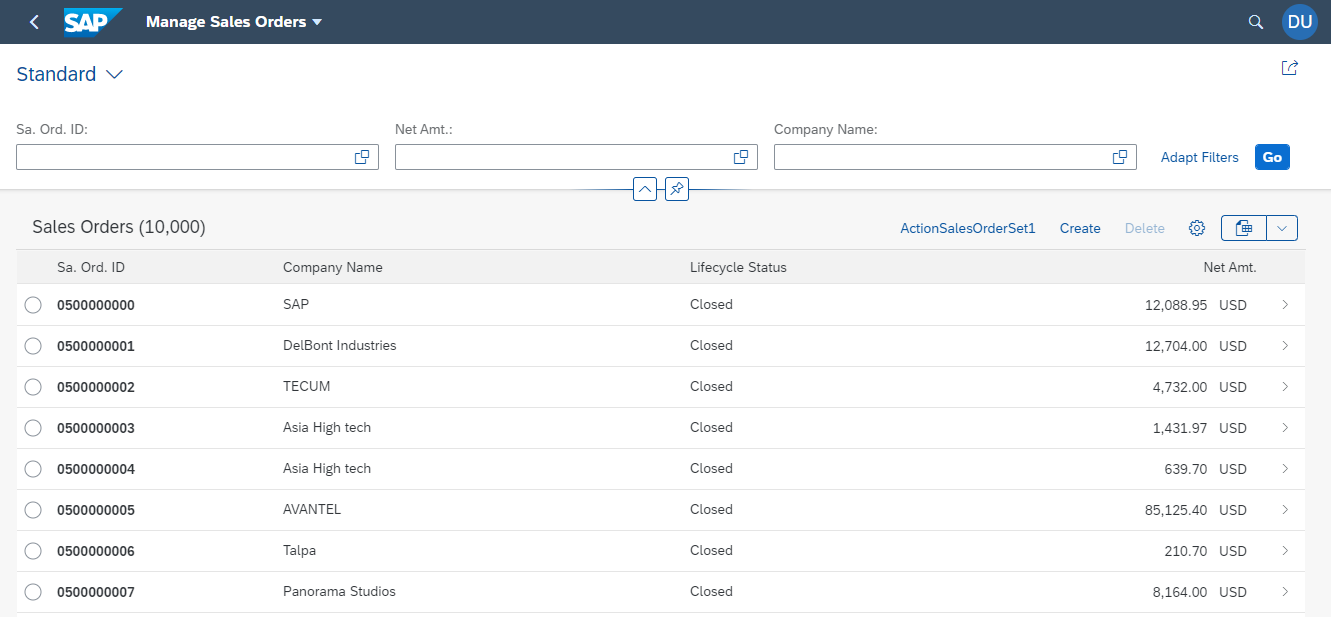 SAP Manage Sales Orders DU
Standard
Sa. Ord. ID: Net Amt.: Company Name:
Adapt Filters Go
Sales Orders (10,000) ActionSalesOrderSet1 Create Delete
Sa. Ord. ID Company Name Lifecycle Status Net Amt.
0500000000 SAP Closed 12,088.95 USD
0500000001 DelBont Industries Closed 12,704.00 USD
0500000002 TECUM Closed 4,732.00 USD
0500000003 Asia High tech Closed 1,431.97 USD
0500000004 Asia High tech Closed 639.70 USD
0500000005 AVANTEL Closed 85,125.40 USD
0500000006 Talpa Closed 210.70 USD
0500000007 Panorama Studios Closed 8,164.00 USD